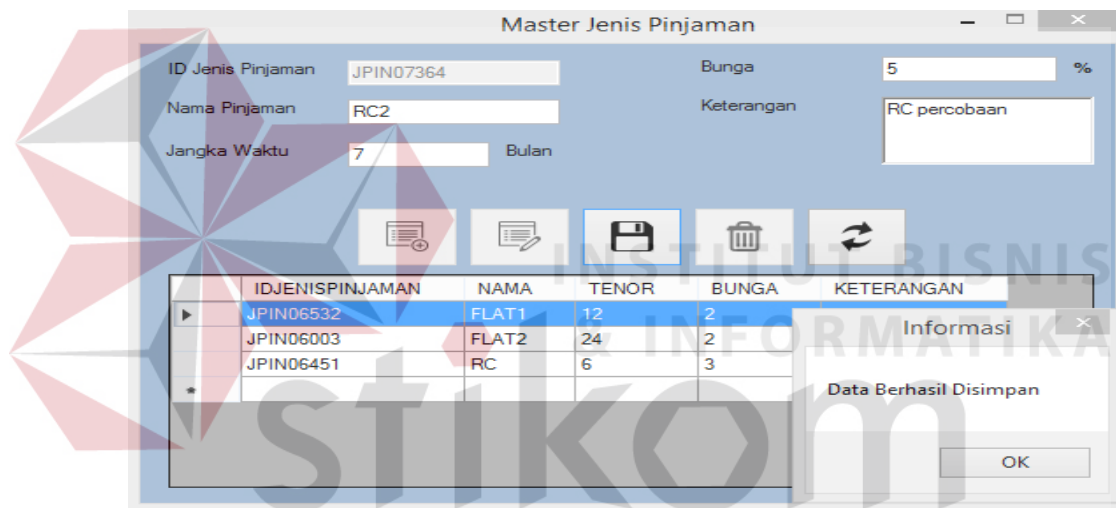 Master Jenis Pinjaman
ID Jenis Pinjaman JPIN07364 Bunga 5 %
Nama Pinjaman RC2 Keterangan RC percobaan
Jangka Waktu 7 Bulan
INSTITUT BISNIS
IDJENISPINJAMAN NAMA TENOR BUNGA KETERANGAN
JPIN06532 FLAT1 12 2
JPIN06003 FLAT2 24 2
JPIN06451 RC 6 3
& INFORMATIKA
Informasi
Data Berhasil Disimpan
OK
stikom